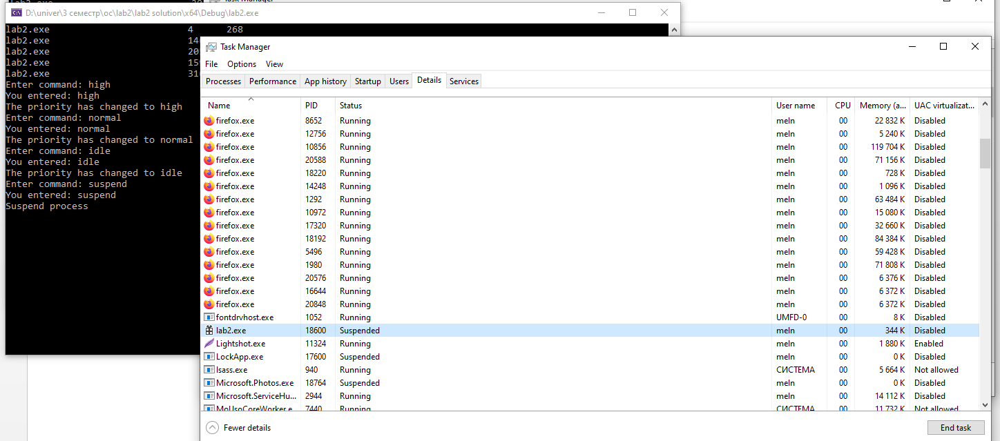 Task Manager
D:\univer\3 семестр\ос\lab2\lab2 solution\x64\Debug\lab2.exe
lab2.exe 4 268
lab2.exe 14
lab2.exe 20
lab2.exe 15
lab2.exe 31
Enter command: high
You entered: high
The priority has changed to high
Enter command: normal
You entered: normal
The priority has changed to normal
Enter command: idle
You entered: idle
The priority has changed to idle
Enter command: suspend
You entered: suspend
Suspend process
Task Manager
File Options View
Processes Performance App history Startup Users Details Services
Name PID Status User name CPU Memory (a... UAC virtualizat...
firefox.exe 8652 Running meln 00 22 832 K Disabled
firefox.exe 12756 Running meln 00 5 240 K Disabled
firefox.exe 10856 Running meln 00 119 704 K Disabled
firefox.exe 20588 Running meln 00 71 156 K Disabled
firefox.exe 18220 Running meln 00 728 K Disabled
firefox.exe 14248 Running meln 00 1 096 K Disabled
firefox.exe 1292 Running meln 00 63 484 K Disabled
firefox.exe 10972 Running meln 00 15 080 K Disabled
firefox.exe 17320 Running meln 00 32 660 K Disabled
firefox.exe 18192 Running meln 00 84 384 K Disabled
firefox.exe 5496 Running meln 00 59 428 K Disabled
firefox.exe 1980 Running meln 00 71 808 K Disabled
firefox.exe 20576 Running meln 00 6 376 K Disabled
firefox.exe 16644 Running meln 00 6 372 K Disabled
firefox.exe 20848 Running meln 00 6 372 K Disabled
fontdrvhost.exe 1052 Running UMFD-0 00 8 K Disabled
lab2.exe 18600 Suspended meln 00 344 K Disabled
Lightshot.exe 11324 Running meln 00 1 880 K Enabled
LockApp.exe 17600 Suspended meln 00 0 K Disabled
lsass.exe 940 Running СИСТЕМА 00 5 664 K Not allowed
Microsoft.Photos.exe 18764 Suspended meln 00 0 K Disabled
Microsoft.ServiceHu... 2944 Running meln 00 14 112 K Disabled
MoUsoCoreWorker.e... 7440 Running СИСТЕМА 00 11 732 K Not allowed
Fewer details End task